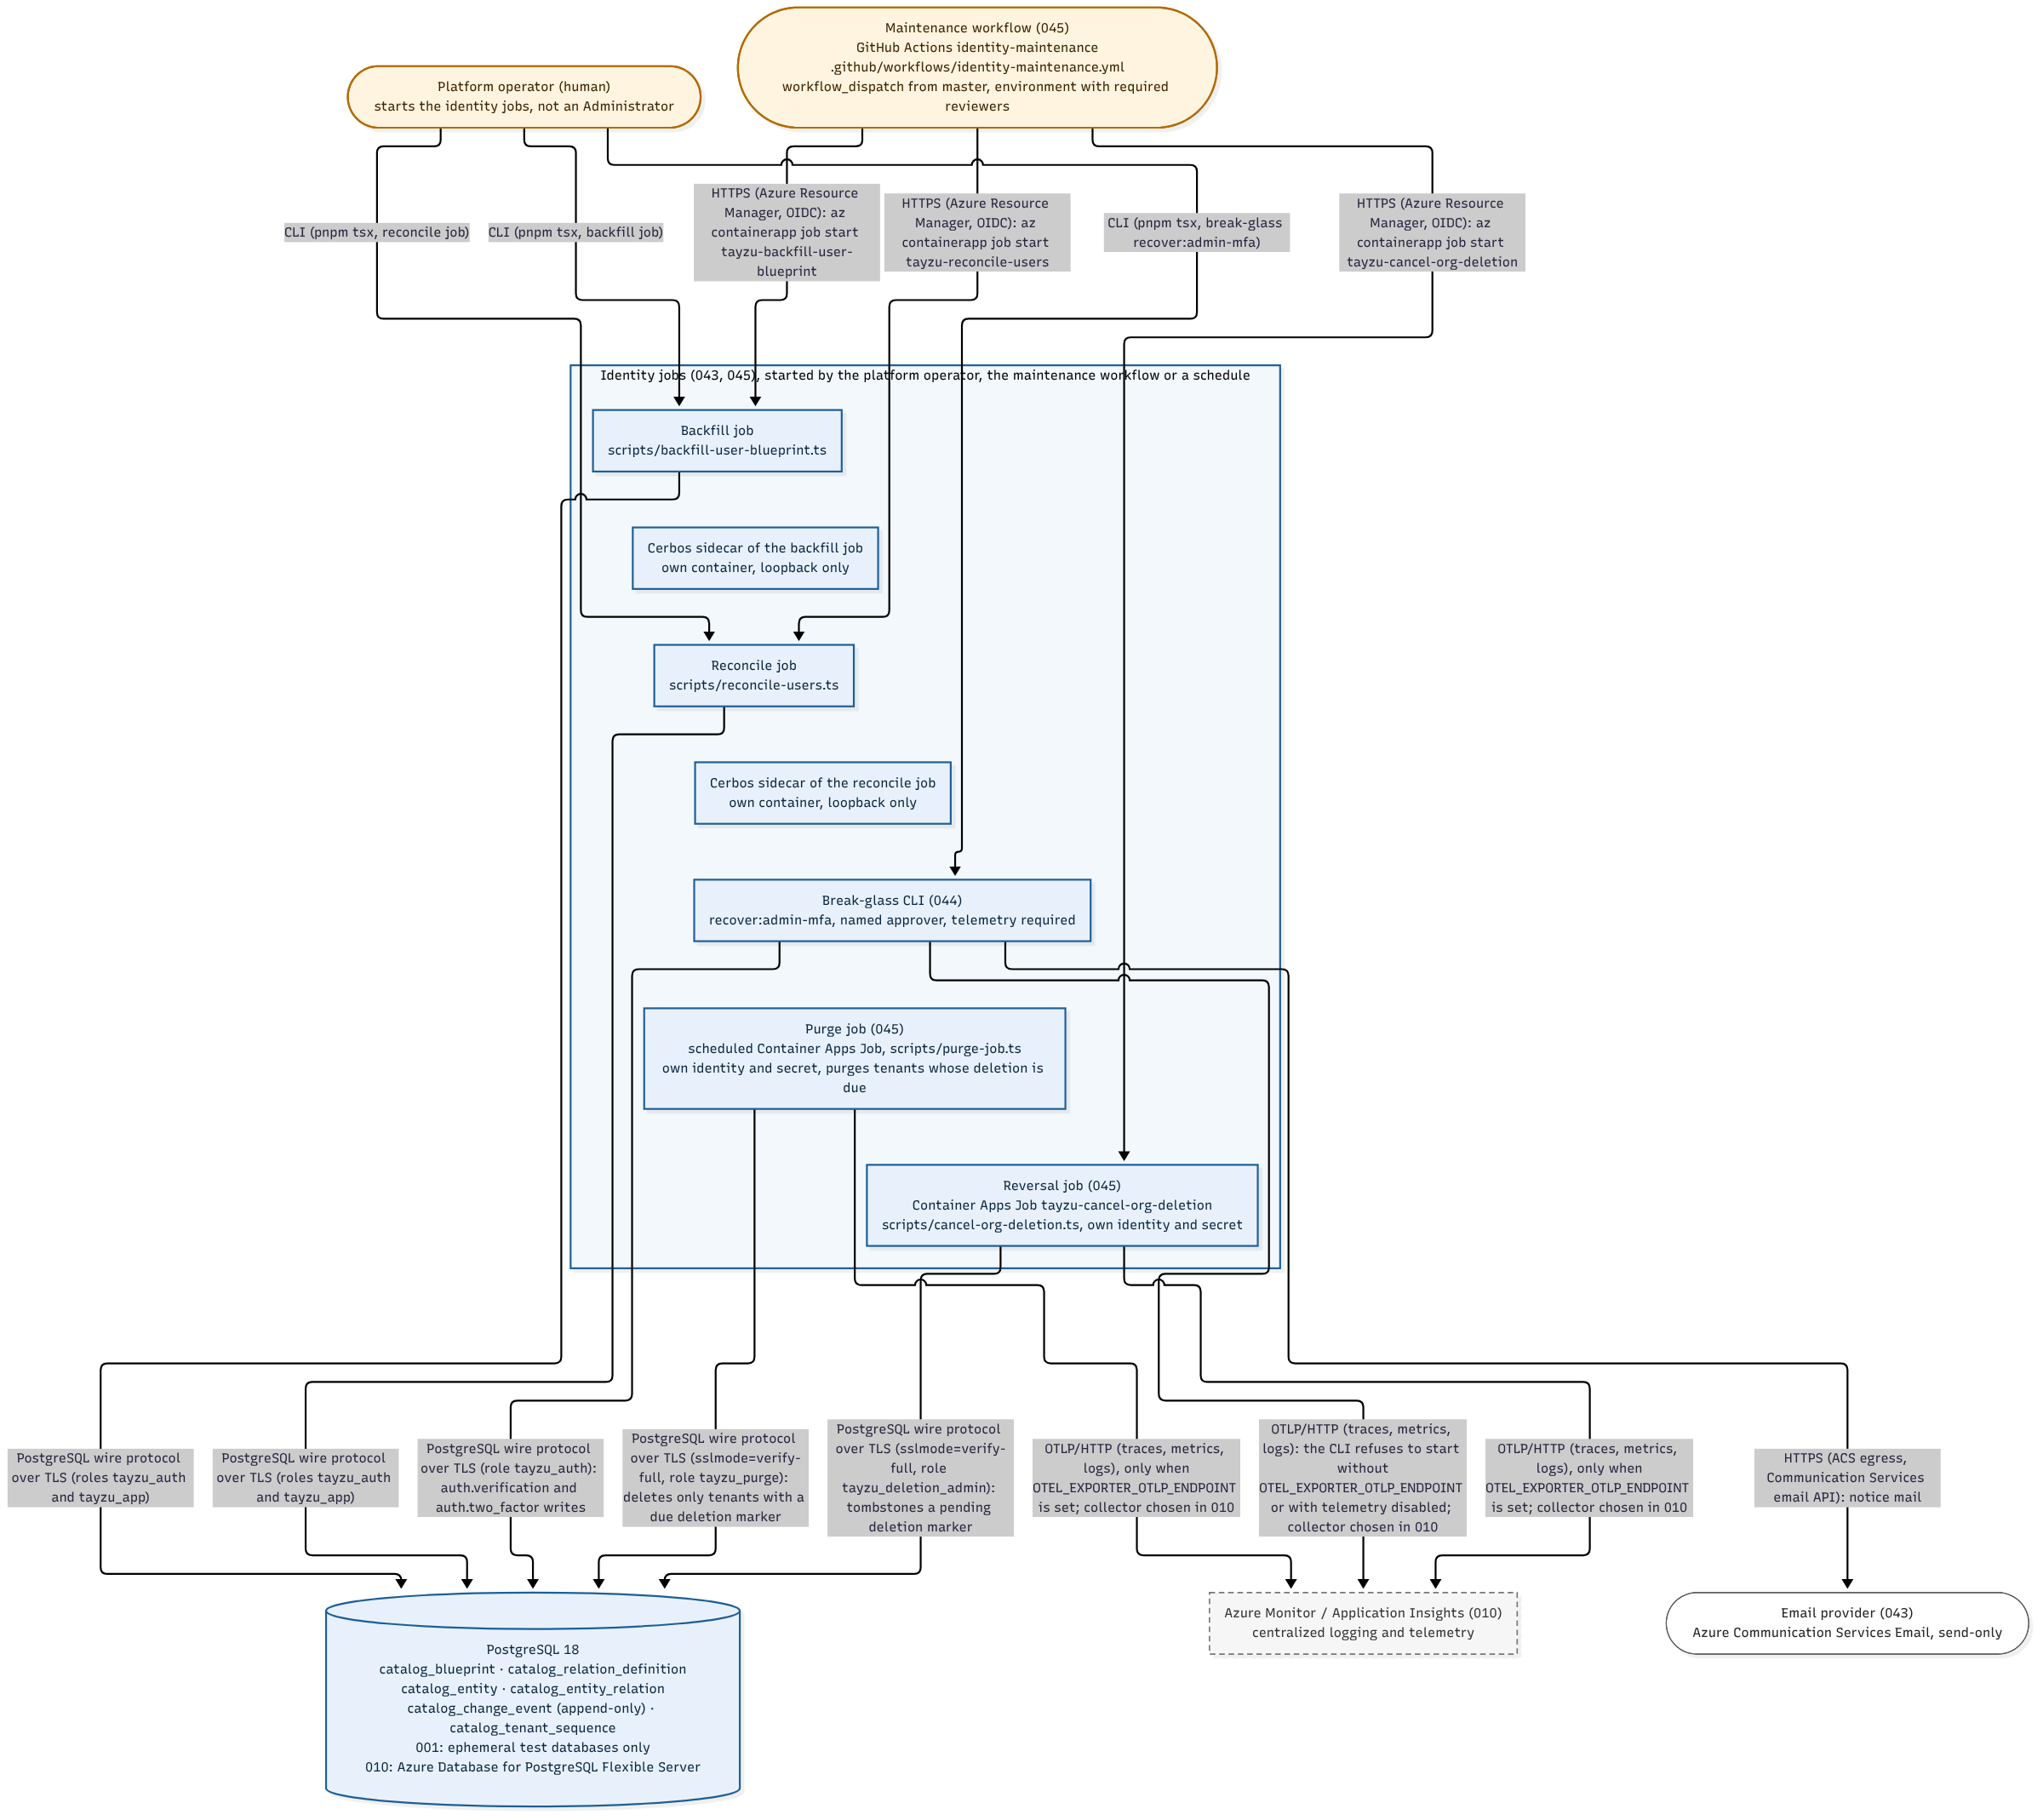 Maintenance workflow (045)
GitHub Actions identity-maintenance
.github/workflows/identity-maintenance.yml
workflow_dispatch from master, environment with required
reviewers
Platform operator (human)
starts the identity jobs, not an Administrator
CLI (pnpm tsx, reconcile job)
CLI (pnpm tsx, backfill job)
HTTPS (Azure Resource
Manager, OIDC): az
containerapp job start
tayzu-backfill-user-
blueprint
HTTPS (Azure Resource
Manager, OIDC): az
containerapp job start
tayzu-reconcile-users
CLI (pnpm tsx, break-glass
recover:admin-mfa)
HTTPS (Azure Resource
Manager, OIDC): az
containerapp job start
tayzu-cancel-org-deletion
Identity jobs (043, 045), started by the platform operator, the maintenance workflow or a schedule
Backfill job
scripts/backfill-user-blueprint.ts
Cerbos sidecar of the backfill job
own container, loopback only
Reconcile job
scripts/reconcile-users.ts
Cerbos sidecar of the reconcile job
own container, loopback only
Break-glass CLI (044)
recover:admin-mfa, named approver, telemetry required
Purge job (045)
scheduled Container Apps Job, scripts/purge-job.ts
own identity and secret, purges tenants whose deletion is
due
Reversal job (045)
Container Apps Job tayzu-cancel-org-deletion
scripts/cancel-org-deletion.ts, own identity and secret
PostgreSQL wire protocol
over TLS (roles tayzu_auth
and tayzu_app)
PostgreSQL wire protocol
over TLS (roles tayzu_auth
and tayzu_app)
PostgreSQL wire protocol
over TLS (role tayzu_auth):
auth.verification and
auth.two_factor writes
PostgreSQL wire protocol
over TLS (sslmode=verify-
full, role tayzu_purge):
deletes only tenants with a
due deletion marker
PostgreSQL wire protocol
over TLS (sslmode=verify-
full, role
tayzu_deletion_admin):
tombstones a pending
deletion marker
OTLP/HTTP (traces, metrics,
logs), only when
OTEL_EXPORTER_OTLP_ENDPOINT
is set; collector chosen in 010
OTLP/HTTP (traces, metrics,
logs): the CLI refuses to start
without
OTEL_EXPORTER_OTLP_ENDPOINT
or with telemetry disabled;
collector chosen in 010
OTLP/HTTP (traces, metrics,
logs), only when
OTEL_EXPORTER_OTLP_ENDPOINT
is set; collector chosen in 010
HTTPS (ACS egress,
Communication Services
email API): notice mail
PostgreSQL 18
catalog_blueprint · catalog_relation_definition
catalog_entity · catalog_entity_relation
catalog_change_event (append-only) ·
catalog_tenant_sequence
001: ephemeral test databases only
010: Azure Database for PostgreSQL Flexible Server
Azure Monitor / Application Insights (010)
centralized logging and telemetry
Email provider (043)
Azure Communication Services Email, send-only